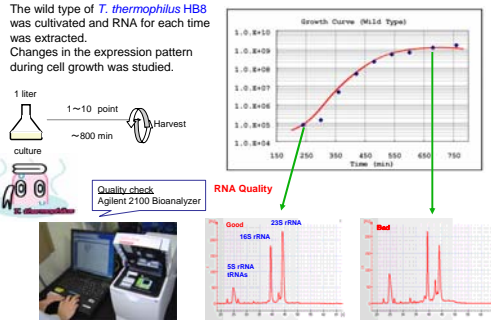 The wild type of T. thermophilus HB8
was cultivated and RNA for each time
was extracted.
Changes in the expression pattern
during cell growth was studied.
1 liter
1～10 point
～800 min
Harvest
culture
T. thermophilus
Quality check
Agilent 2100 Bioanalyzer
Growth Curve (Wild Type)
1.0.E+10
1.0.E+09
1.0.E+08
1.0.E+07
1.0.E+06
1.0.E+05
1.0.E+04
150 250 350 450 550 650 750
Time (min)
RNA Quality
Good
23S rRNA
16S rRNA
5S rRNA
tRNAs
Bad